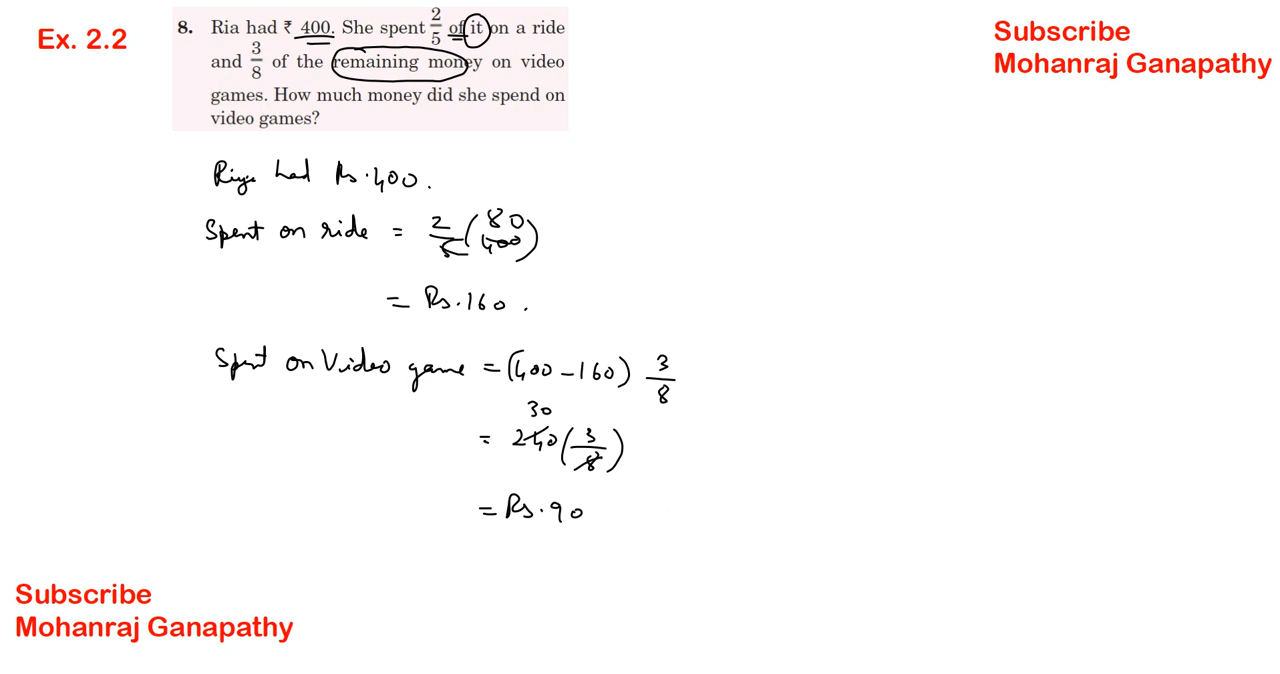 Ex. 2.2
8. Ria had ₹ 400. She spent 2/5 of it on a ride
and 3/8 of the remaining money on video
games. How much money did she spend on
video games?
Subscribe
Mohanraj Ganapathy
Riya had Rs.400.
Spent on ride = 2/5 (400) 80
= Rs.160.
Spent on Video game = (400 - 160) 3/8
30
= 240 (3/8)
= Rs.90
Subscribe
Mohanraj Ganapathy